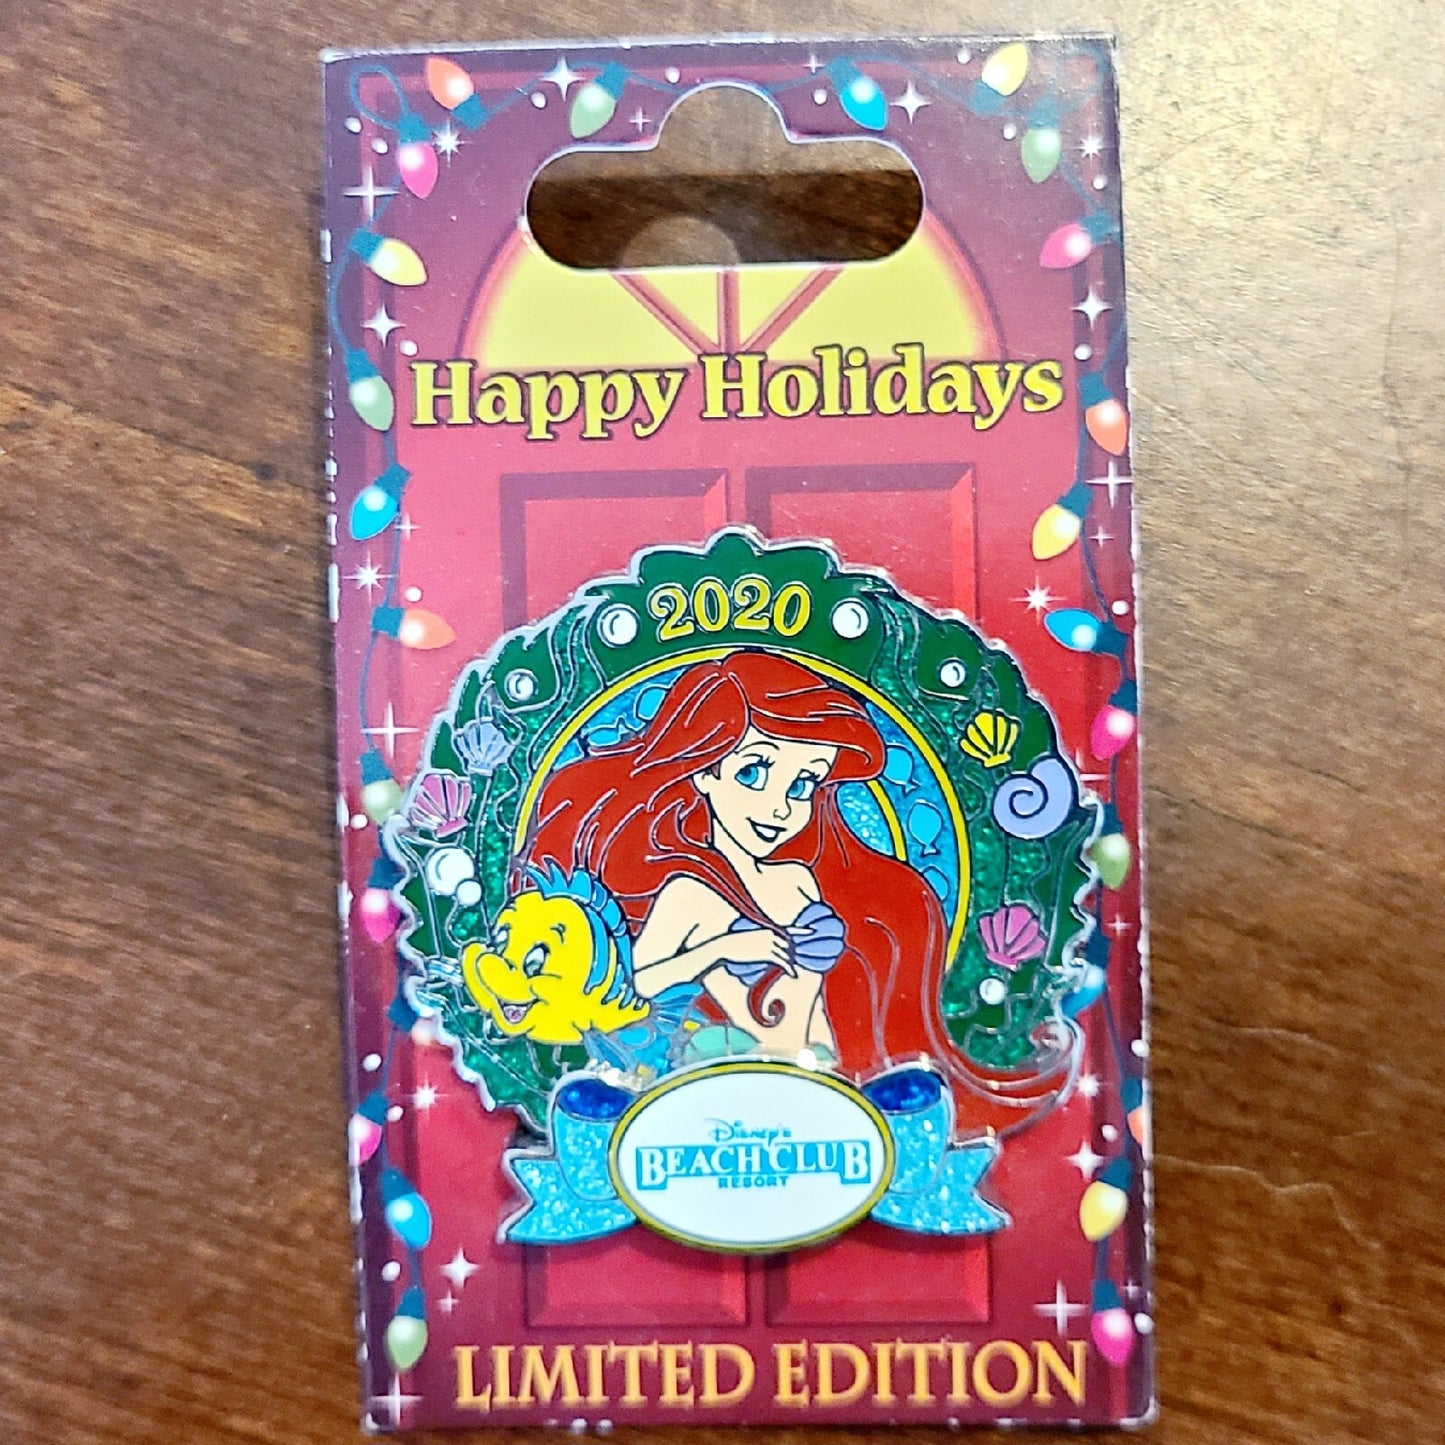 Happy Holidays
2020
Disney's
BEACH CLUB
RESORT
LIMITED EDITION